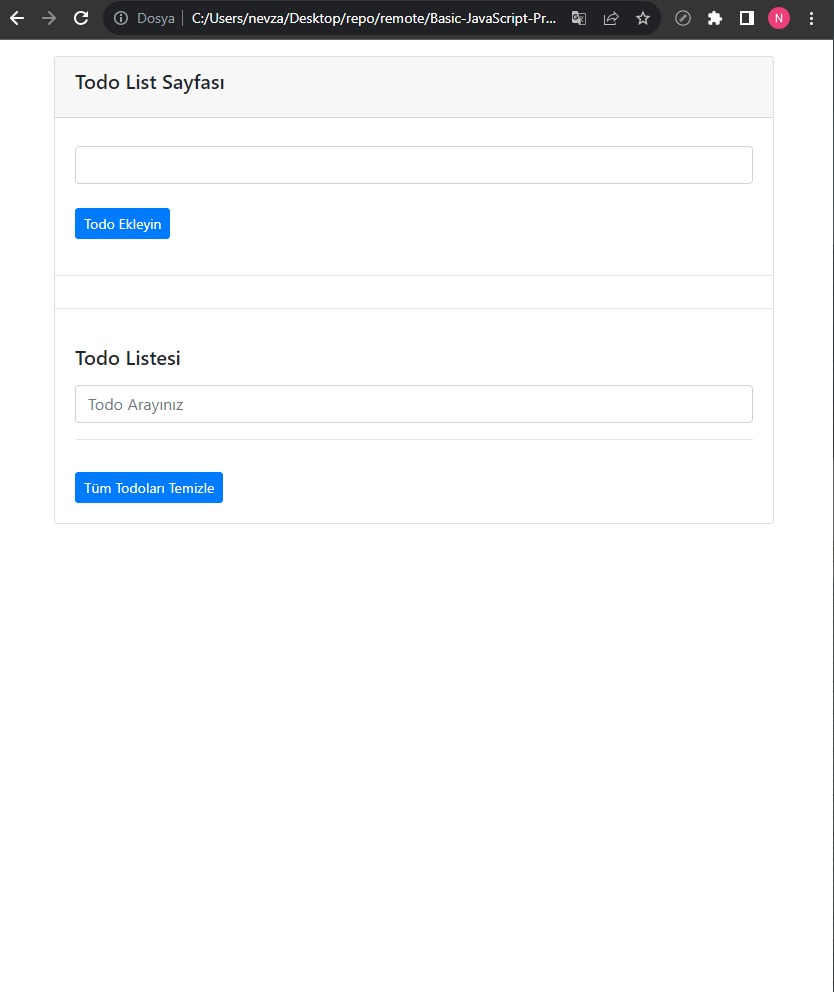 Dosya C:/Users/nevza/Desktop/repo/remote/Basic-JavaScript-Pr...
N
Todo List Sayfası
Todo Ekleyin
Todo Listesi
Todo Arayınız
Tüm Todoları Temizle